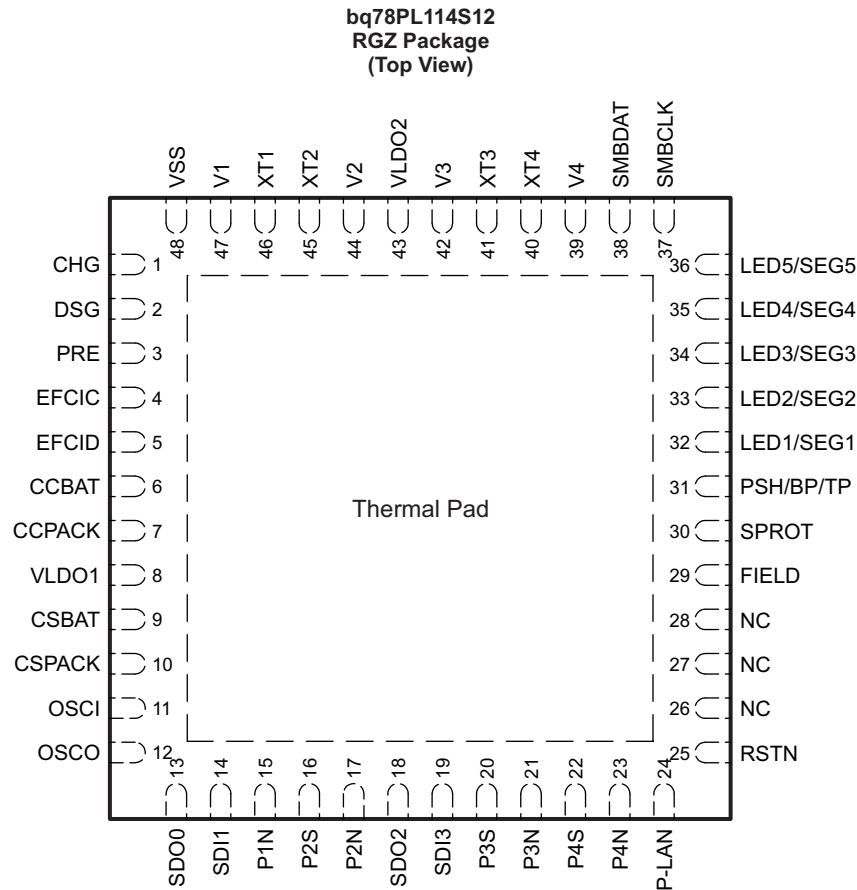 bq78PL114S12
RGZ Package
(Top View)
VSS
V1
XT1
XT2
V2
VLDO2
V3
XT3
XT4
V4
SMBDAT
SMBCLK
48
47
46
45
44
43
42
41
40
39
38
37
CHG 1
DSG 2
PRE 3
EFCIC 4
EFCID 5
CCBAT 6
CCPACK 7
VLDO1 8
CSBAT 9
CSPACK 10
OSCI 11
OSCO 12
Thermal Pad
36 LED5/SEG5
35 LED4/SEG4
34 LED3/SEG3
33 LED2/SEG2
32 LED1/SEG1
31 PSH/BP/TP
30 SPROT
29 FIELD
28 NC
27 NC
26 NC
25 RSTN
13
14
15
16
17
18
19
20
21
22
23
24
SDO0
SDI1
P1N
P2S
P2N
SDO2
SDI3
P3S
P3N
P4S
P4N
P-LAN